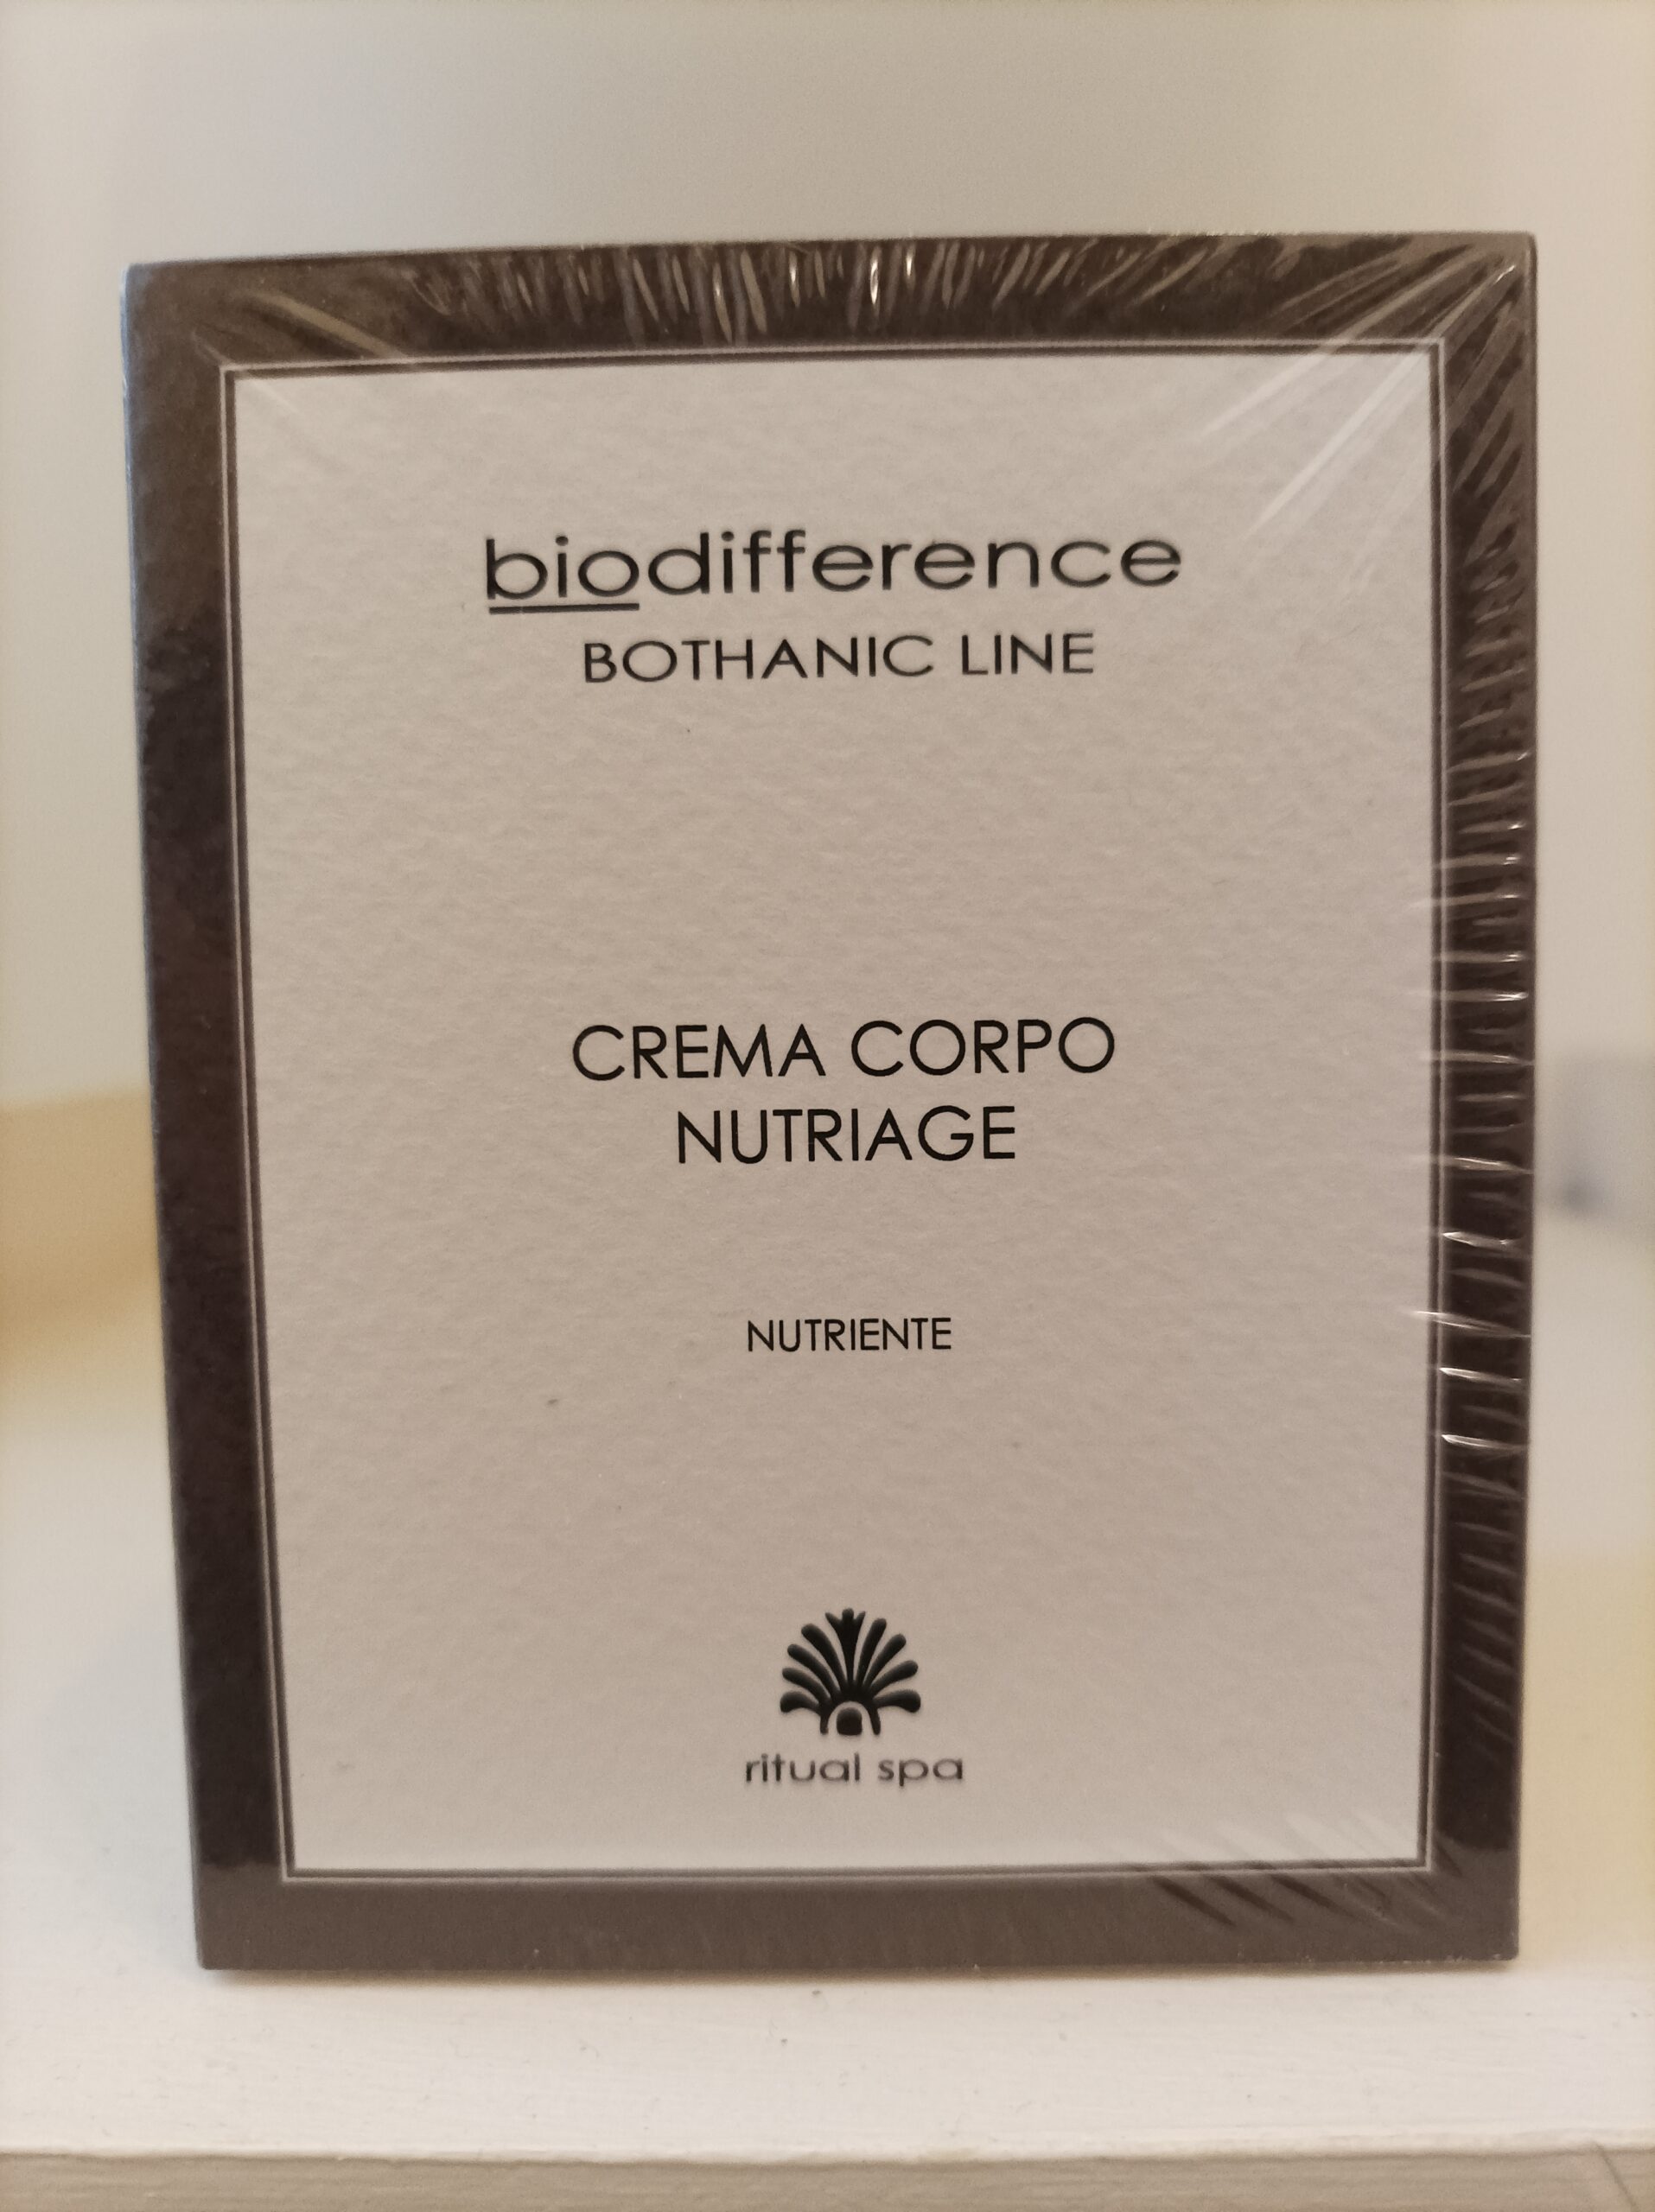 biodifference
BOTHANIC LINE
CREMA CORPO
NUTRIAGE
NUTRIENTE
ritual spa